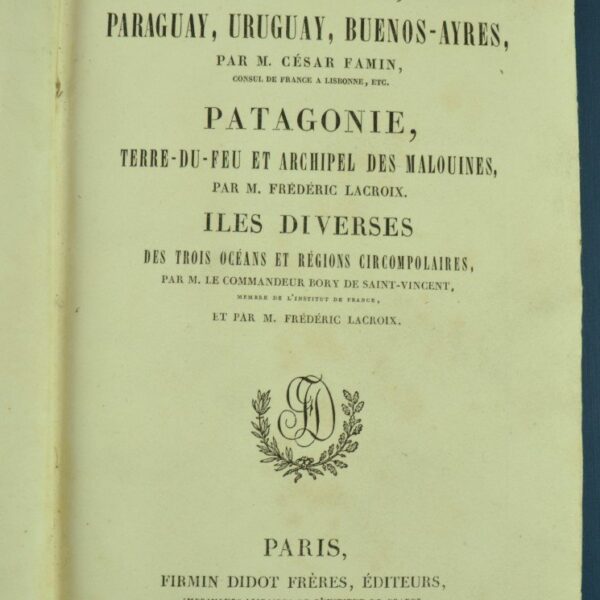 PARAGUAY, URUGUAY, BUENOS-AYRES,
PAR M. CÉSAR FAMIN,
CONSUL DE FRANCE A LISBONNE, ETC.
PATAGONIE,
TERRE-DU-FEU ET ARCHIPEL DES MALOUINES,
PAR M. FRÉDÉRIC LACROIX.
ILES DIVERSES
DES TROIS OCÉANS ET RÉGIONS CIRCOMPOLAIRES,
PAR M. LE COMMANDEUR BORY DE SAINT-VINCENT,
MEMBRE DE L'INSTITUT DE FRANCE,
ET PAR M. FRÉDÉRIC LACROIX.
FD
PARIS,
FIRMIN DIDOT FRÈRES, ÉDITEURS,